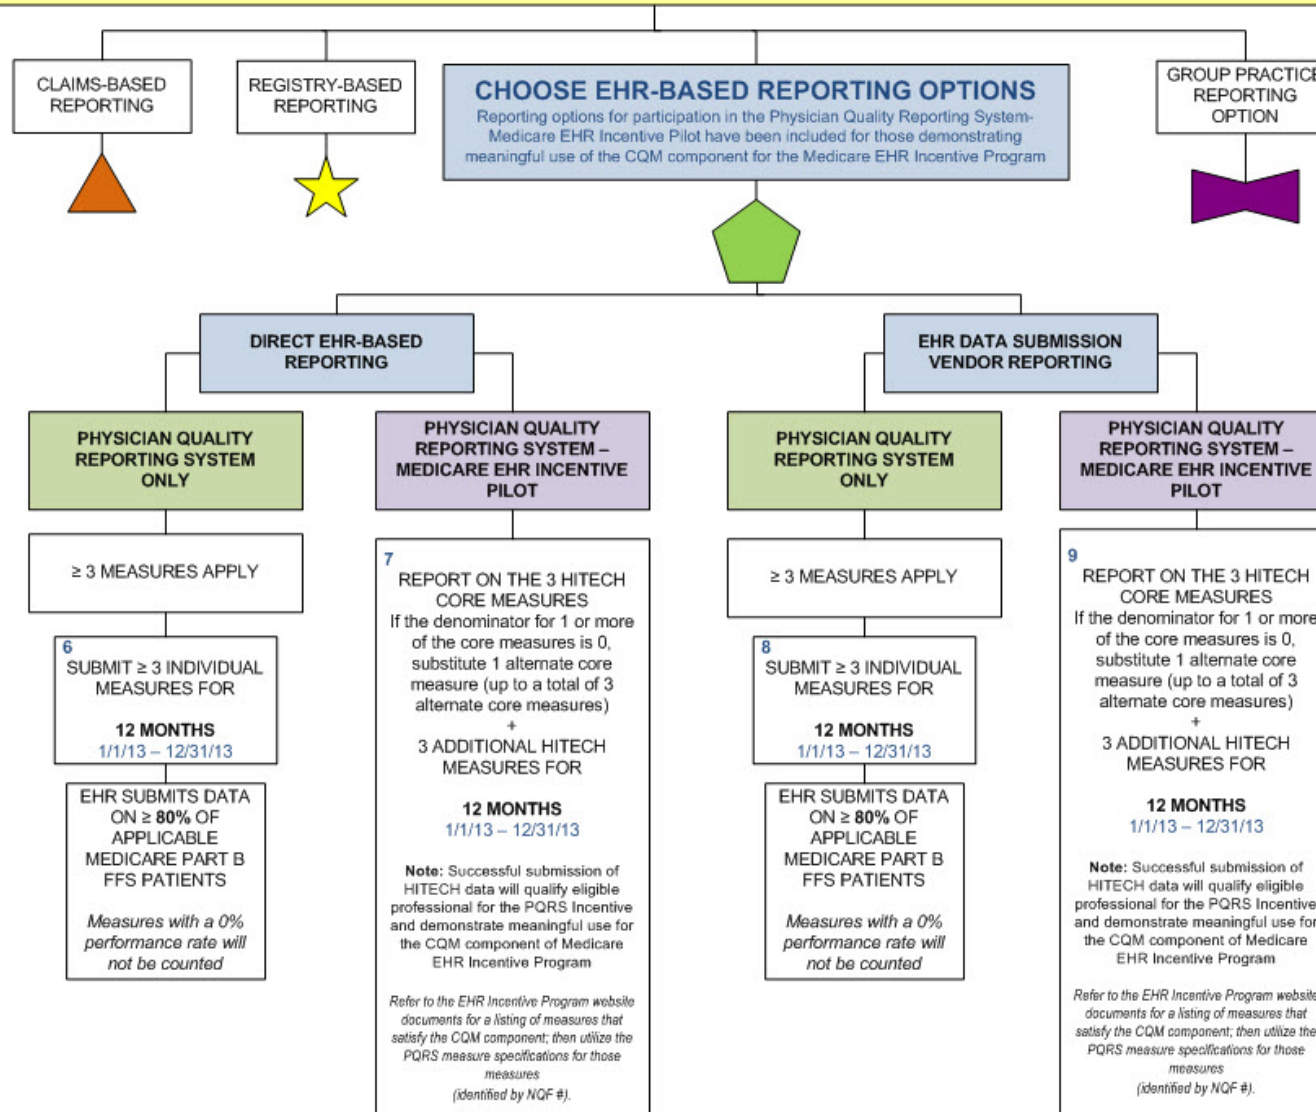 CLAIMS-BASED
REPORTING
REGISTRY-BASED
REPORTING
CHOOSE EHR-BASED REPORTING OPTIONS
Reporting options for participation in the Physician Quality Reporting System-
Medicare EHR Incentive Pilot have been included for those demonstrating
meaningful use of the CQM component for the Medicare EHR Incentive Program
GROUP PRACTICE
REPORTING
OPTION
DIRECT EHR-BASED
REPORTING
EHR DATA SUBMISSION
VENDOR REPORTING
PHYSICIAN QUALITY
REPORTING SYSTEM
ONLY
≥ 3 MEASURES APPLY
6
SUBMIT ≥ 3 INDIVIDUAL
MEASURES FOR
12 MONTHS
1/1/13 – 12/31/13
EHR SUBMITS DATA
ON ≥ 80% OF
APPLICABLE
MEDICARE PART B
FFS PATIENTS
Measures with a 0%
performance rate will
not be counted
PHYSICIAN QUALITY
REPORTING SYSTEM –
MEDICARE EHR INCENTIVE
PILOT
7
REPORT ON THE 3 HITECH
CORE MEASURES
If the denominator for 1 or more
of the core measures is 0,
substitute 1 alternate core
measure (up to a total of 3
alternate core measures)
+
3 ADDITIONAL HITECH
MEASURES FOR
12 MONTHS
1/1/13 – 12/31/13
Note: Successful submission of
HITECH data will qualify eligible
professional for the PQRS Incentive
and demonstrate meaningful use for
the CQM component of Medicare
EHR Incentive Program
Refer to the EHR Incentive Program website
documents for a listing of measures that
satisfy the CQM component; then utilize the
PQRS measure specifications for those
measures
(identified by NQF #).
PHYSICIAN QUALITY
REPORTING SYSTEM
ONLY
≥ 3 MEASURES APPLY
8
SUBMIT ≥ 3 INDIVIDUAL
MEASURES FOR
12 MONTHS
1/1/13 – 12/31/13
EHR SUBMITS DATA
ON ≥ 80% OF
APPLICABLE
MEDICARE PART B
FFS PATIENTS
Measures with a 0%
performance rate will
not be counted
PHYSICIAN QUALITY
REPORTING SYSTEM –
MEDICARE EHR INCENTIVE
PILOT
9
REPORT ON THE 3 HITECH
CORE MEASURES
If the denominator for 1 or more
of the core measures is 0,
substitute 1 alternate core
measure (up to a total of 3
alternate core measures)
+
3 ADDITIONAL HITECH
MEASURES FOR
12 MONTHS
1/1/13 – 12/31/13
Note: Successful submission of
HITECH data will qualify eligible
professional for the PQRS Incentive
and demonstrate meaningful use for
the CQM component of Medicare
EHR Incentive Program
Refer to the EHR Incentive Program website
documents for a listing of measures that
satisfy the CQM component; then utilize the
PQRS measure specifications for those
measures
(identified by NQF #).